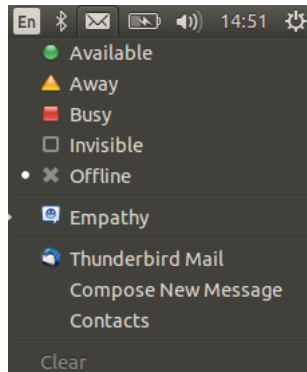 En 14:51
Available
Away
Busy
Invisible
Offline
Empathy
Thunderbird Mail
Compose New Message
Contacts
Clear